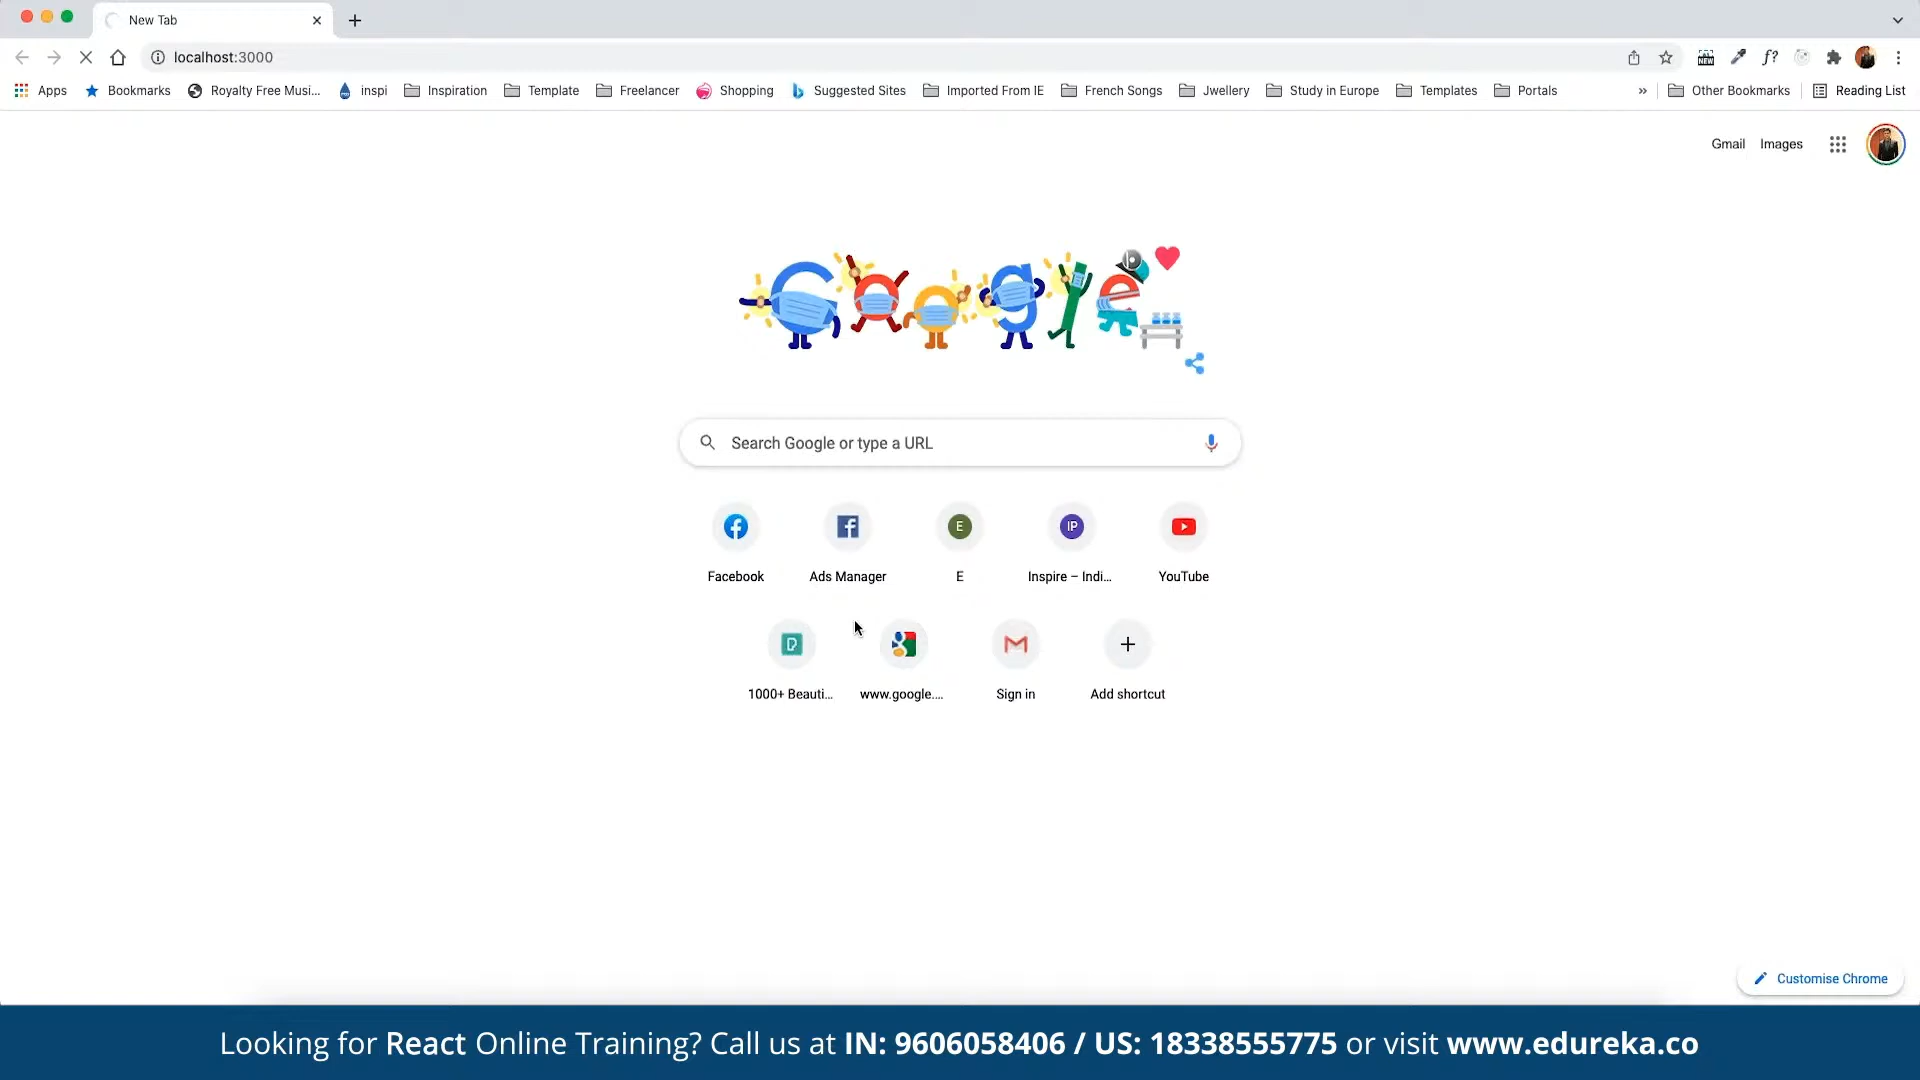 New Tab
localhost:3000
NEW
f?
Apps Bookmarks Royalty Free Musi... inspi Inspiration Template Freelancer Shopping Suggested Sites Imported From IE French Songs Jwellery Study in Europe Templates Portals » Other Bookmarks Reading List
Gmail Images
Google
Search Google or type a URL
E IP
Facebook Ads Manager E Inspire – Indi... YouTube
1000+ Beauti... www.google.... Sign in Add shortcut
Customise Chrome
Looking for React Online Training? Call us at IN: 9606058406 / US: 18338555775 or visit www.edureka.co